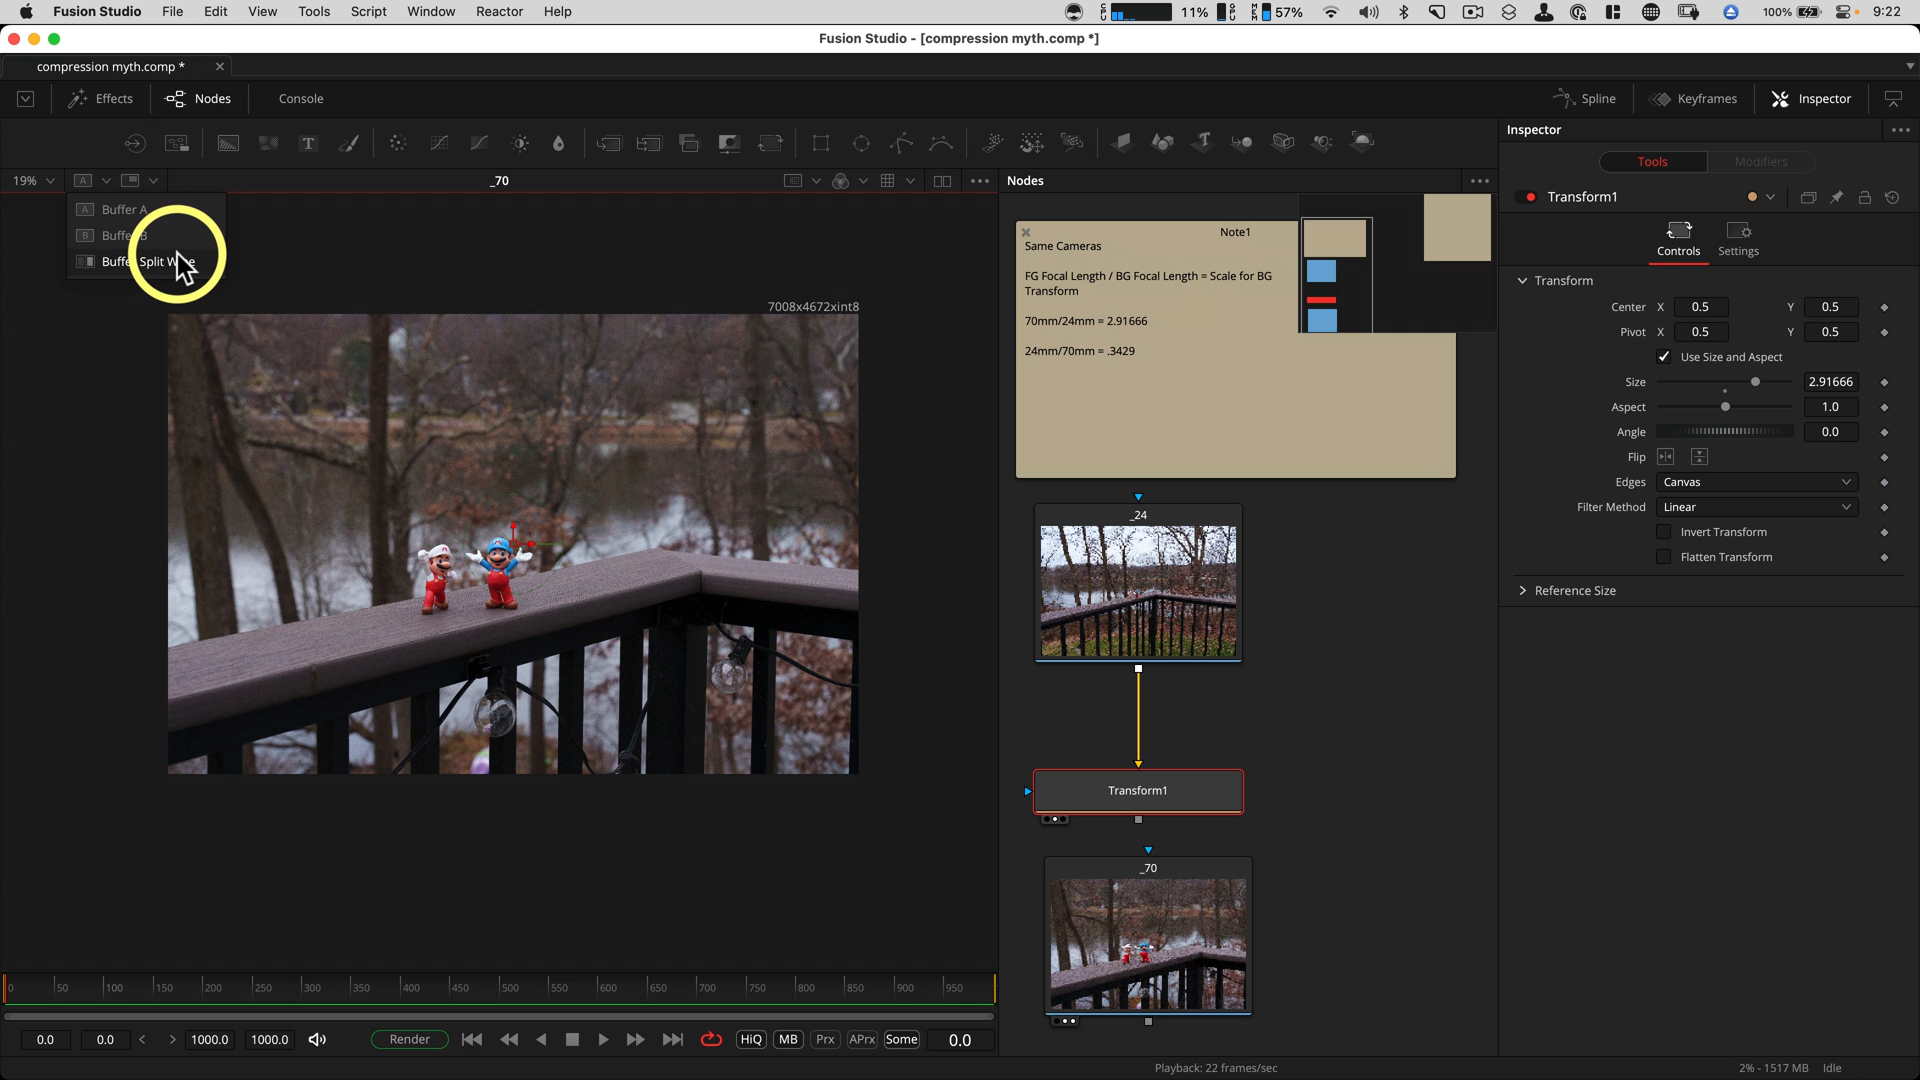 Fusion Studio File Edit View Tools Script Window Reactor Help 11% 57% 100% 9:22
Fusion Studio - [compression myth.comp *]
compression myth.comp *
Effects Nodes Console Spline Keyframes Inspector
Inspector
Tools Modifiers
19% A _70 Nodes
Transform1
Buffer A
Buffer B
Buffer Split Wipe
Controls Settings
7008x4672xint8
Note1
Same Cameras
FG Focal Length / BG Focal Length = Scale for BG
Transform
70mm/24mm = 2.91666
24mm/70mm = .3429
Transform
Center X 0.5 Y 0.5
Pivot X 0.5 Y 0.5
Use Size and Aspect
Size 2.91666
Aspect 1.0
Angle 0.0
Flip
Edges Canvas
Filter Method Linear
Invert Transform
Flatten Transform
Reference Size
_24
Transform1
_70
0 50 100 150 200 250 300 350 400 450 500 550 600 650 700 750 800 850 900 950
0.0 0.0 1000.0 1000.0 Render HiQ MB Prx APrx Some 0.0
Playback: 22 frames/sec 2% - 1517 MB Idle